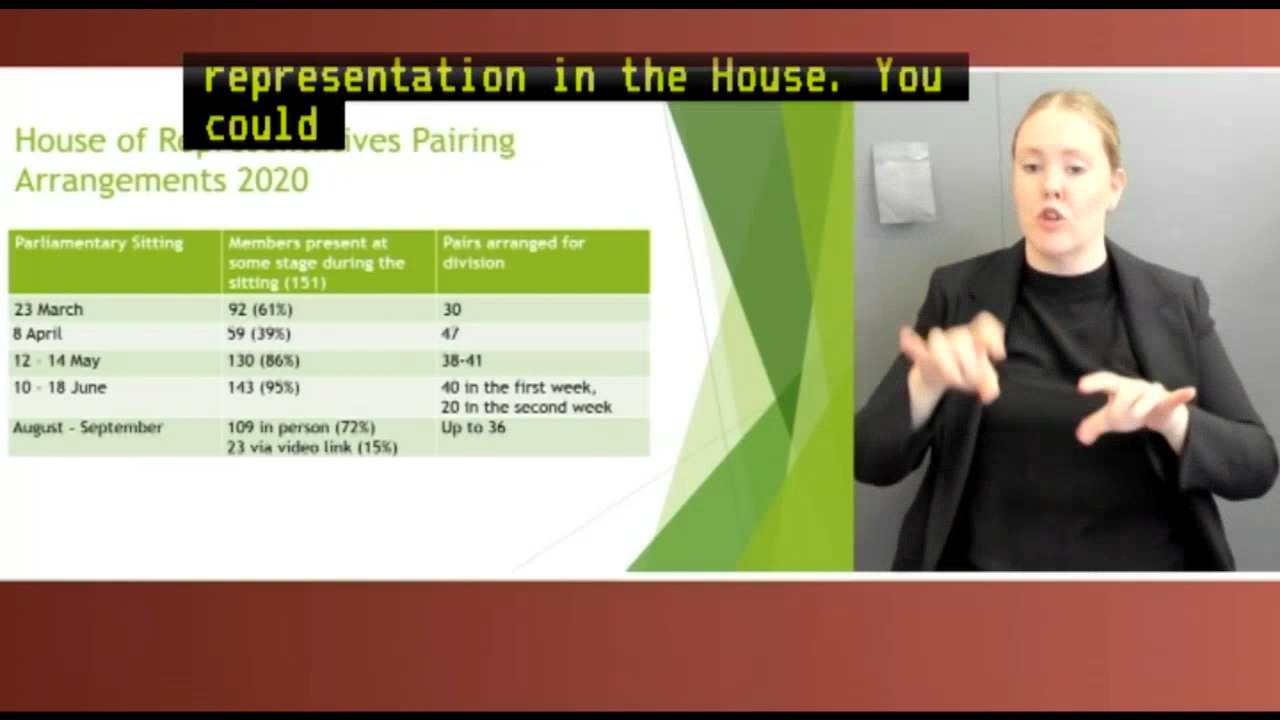 representation in the House. You
could
House of R    tives Pairing
Arrangements 2020
Parliamentary Sitting
Members present at
some stage during the
sitting (151)
Pairs arranged for
division
23 March
92 (61%)
30
8 April
59 (39%)
47
12 - 14 May
130 (86%)
38-41
10 - 18 June
143 (95%)
40 in the first week,
20 in the second week
August - September
109 in person (72%)
23 via video link (15%)
Up to 36